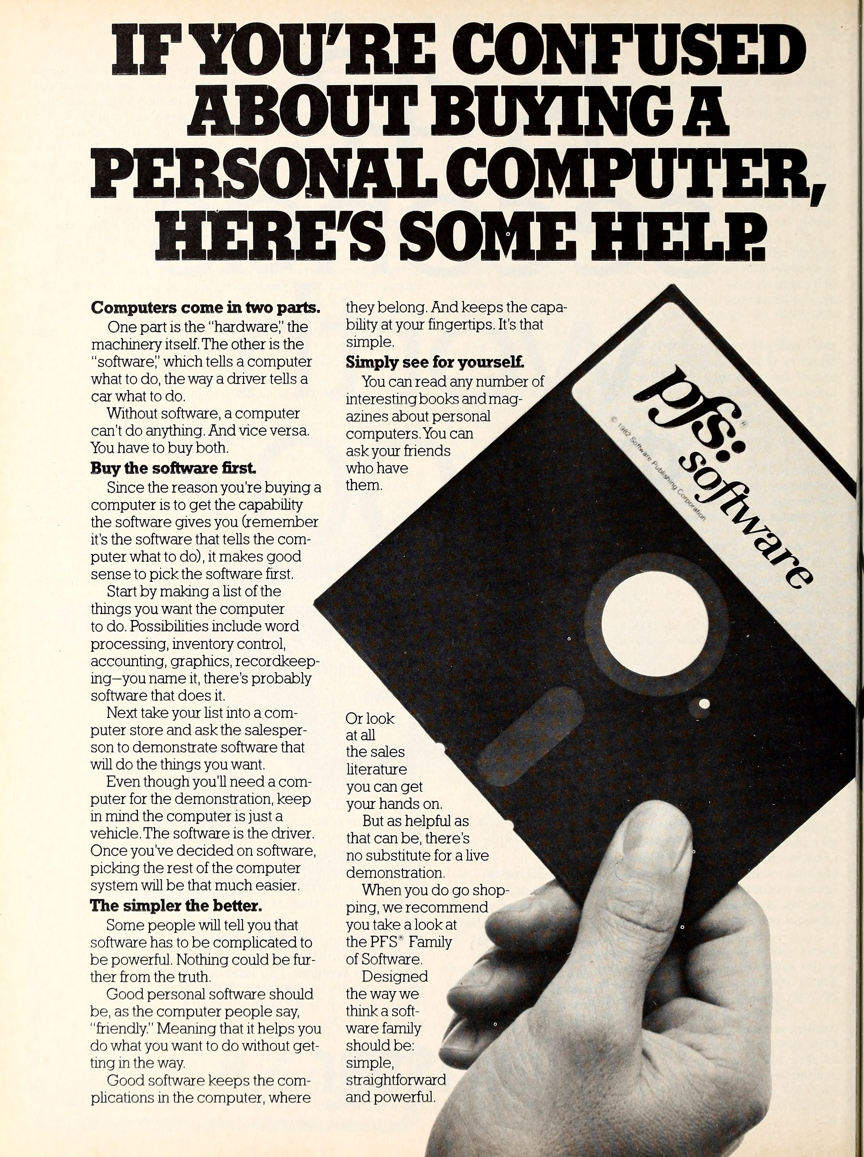 IF YOU'RE CONFUSED
ABOUT BUYING A
PERSONAL COMPUTER,
HERE'S SOME HELP.
Computers come in two parts.
One part is the “hardware,” the
machinery itself. The other is the
“software,” which tells a computer
what to do, the way a driver tells a
car what to do.
Without software, a computer
can't do anything. And vice versa.
You have to buy both.
Buy the software first.
Since the reason you're buying a
computer is to get the capability
the software gives you (remember
it's the software that tells the com-
puter what to do), it makes good
sense to pick the software first.
Start by making a list of the
things you want the computer
to do. Possibilities include word
processing, inventory control,
accounting, graphics, recordkeep-
ing—you name it, there's probably
software that does it.
Next take your list into a com-
puter store and ask the salesper-
son to demonstrate software that
will do the things you want.
Even though you'll need a com-
puter for the demonstration, keep
in mind the computer is just a
vehicle. The software is the driver.
Once you've decided on software,
picking the rest of the computer
system will be that much easier.
The simpler the better.
Some people will tell you that
software has to be complicated to
be powerful. Nothing could be fur-
ther from the truth.
Good personal software should
be, as the computer people say,
“friendly.” Meaning that it helps you
do what you want to do without get-
ting in the way.
Good software keeps the com-
plications in the computer, where
they belong. And keeps the capa-
bility at your fingertips. It's that
simple.
Simply see for yourself.
You can read any number of
interesting books and mag-
azines about personal
computers. You can
ask your friends
who have
them.
Or look
at all
the sales
literature
you can get
your hands on.
But as helpful as
that can be, there's
no substitute for a live
demonstration.
When you do go shop-
ping, we recommend
you take a look at
the PFS® Family
of Software.
Designed
the way we
think a soft-
ware family
should be:
simple,
straightforward
and powerful.
pfs:®
software
© 1982 Software Publishing Corporation